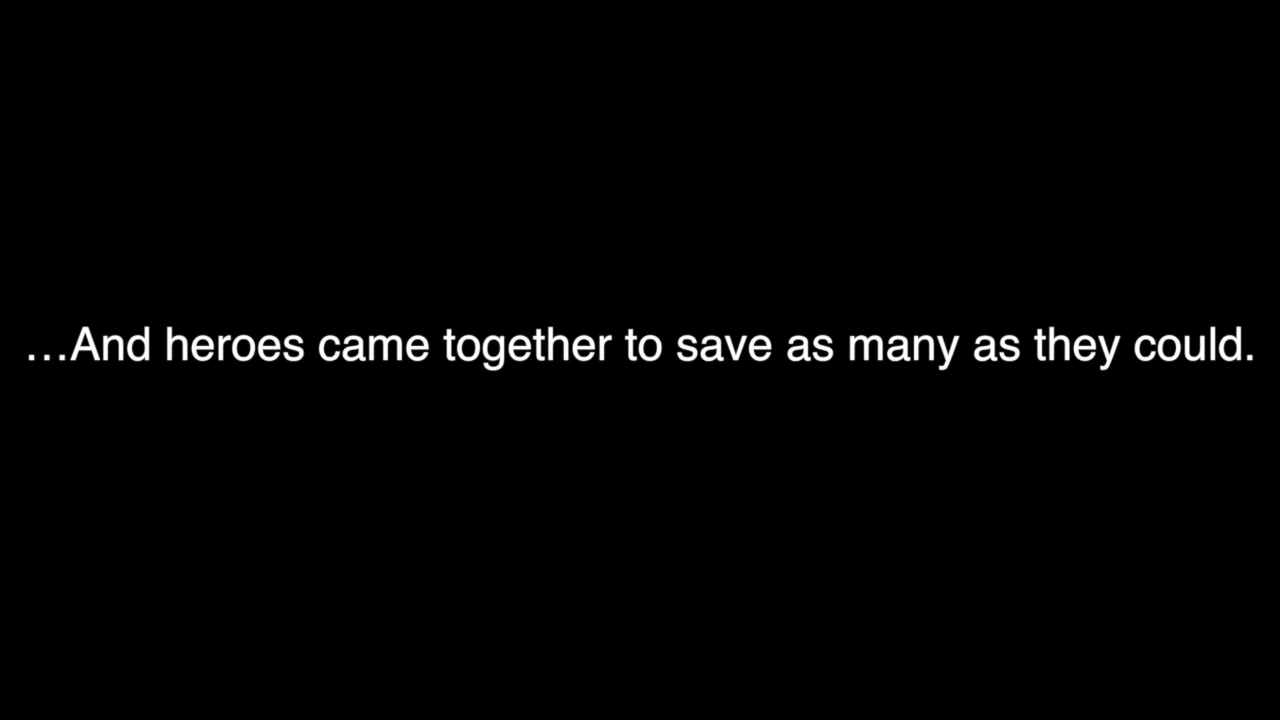 …And heroes came together to save as many as they could.